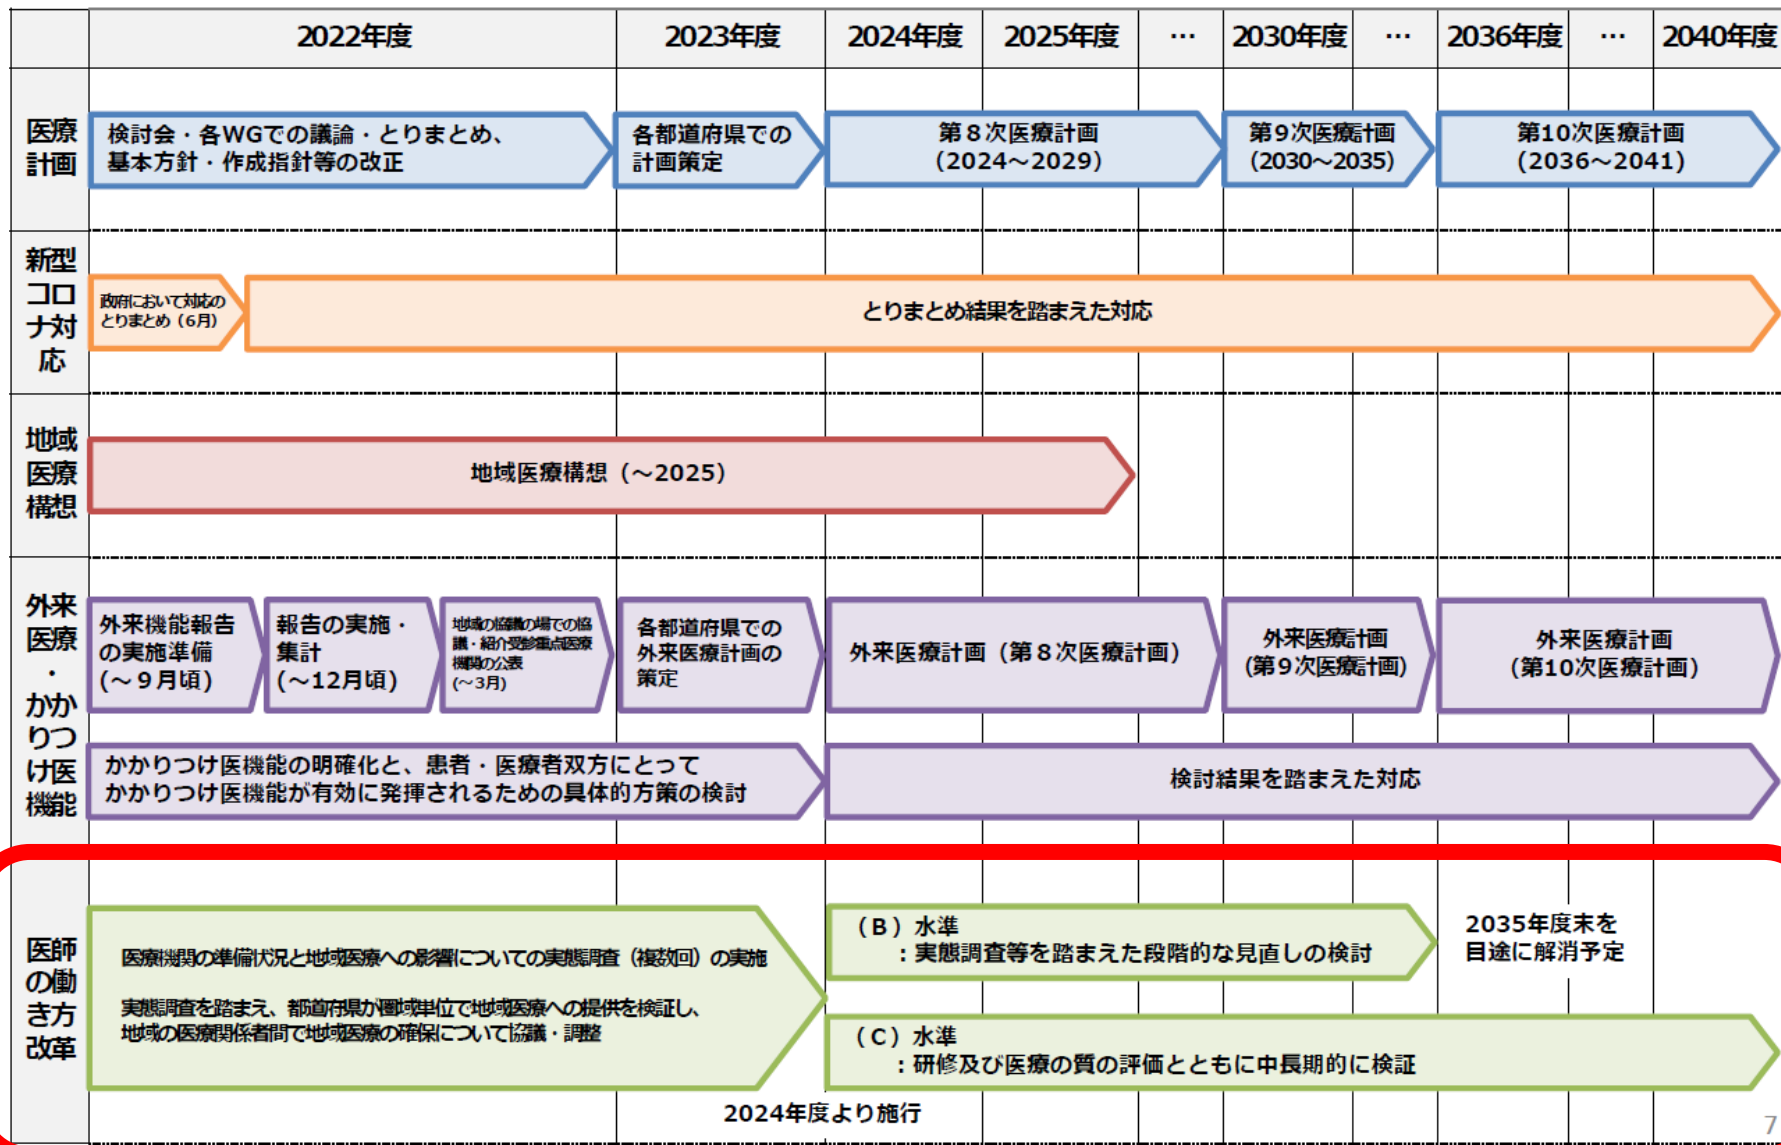 2022年度
2023年度
2024年度
2025年度
…
2030年度
…
2036年度
…
2040年度
医療
計画
検討会・各WGでの議論・とりまとめ、
基本方針・作成指針等の改正
各都道府県での
計画策定
第８次医療計画
（2024～2029）
第９次医療計画
（2030～2035）
第10次医療計画
（2036～2041）
新型
コロ
ナ対
応
政府において対応の
とりまとめ（６月）
とりまとめ結果を踏まえた対応
地域
医療
構想
地域医療構想（～2025）
外来
医療
・
かか
りつ
け医
機能
外来機能報告
の実施準備
(～９月頃)
報告の実施・
集計
(～12月頃)
地域の協議の場での協
議・紹介受診重点医療
機関の公表
(～３月)
各都道府県での
外来医療計画の
策定
外来医療計画（第８次医療計画）
外来医療計画
(第９次医療計画)
外来医療計画
（第10次医療計画）
かかりつけ医機能の明確化と、患者・医療者双方にとって
かかりつけ医機能が有効に発揮されるための具体的方策の検討
検討結果を踏まえた対応
医師
の働
き方
改革
医療機関の準備状況と地域医療への影響についての実態調査（複数回）の実施
実態調査を踏まえ、都道府県が圏域単位で地域医療への提供を検証し、
地域の医療関係者間で地域医療の確保について協議・調整
（Ｂ）水準
：実態調査等を踏まえた段階的な見直しの検討
2035年度末を
目途に解消予定
（Ｃ）水準
：研修及び医療の質の評価とともに中長期的に検証
2024年度より施行
7